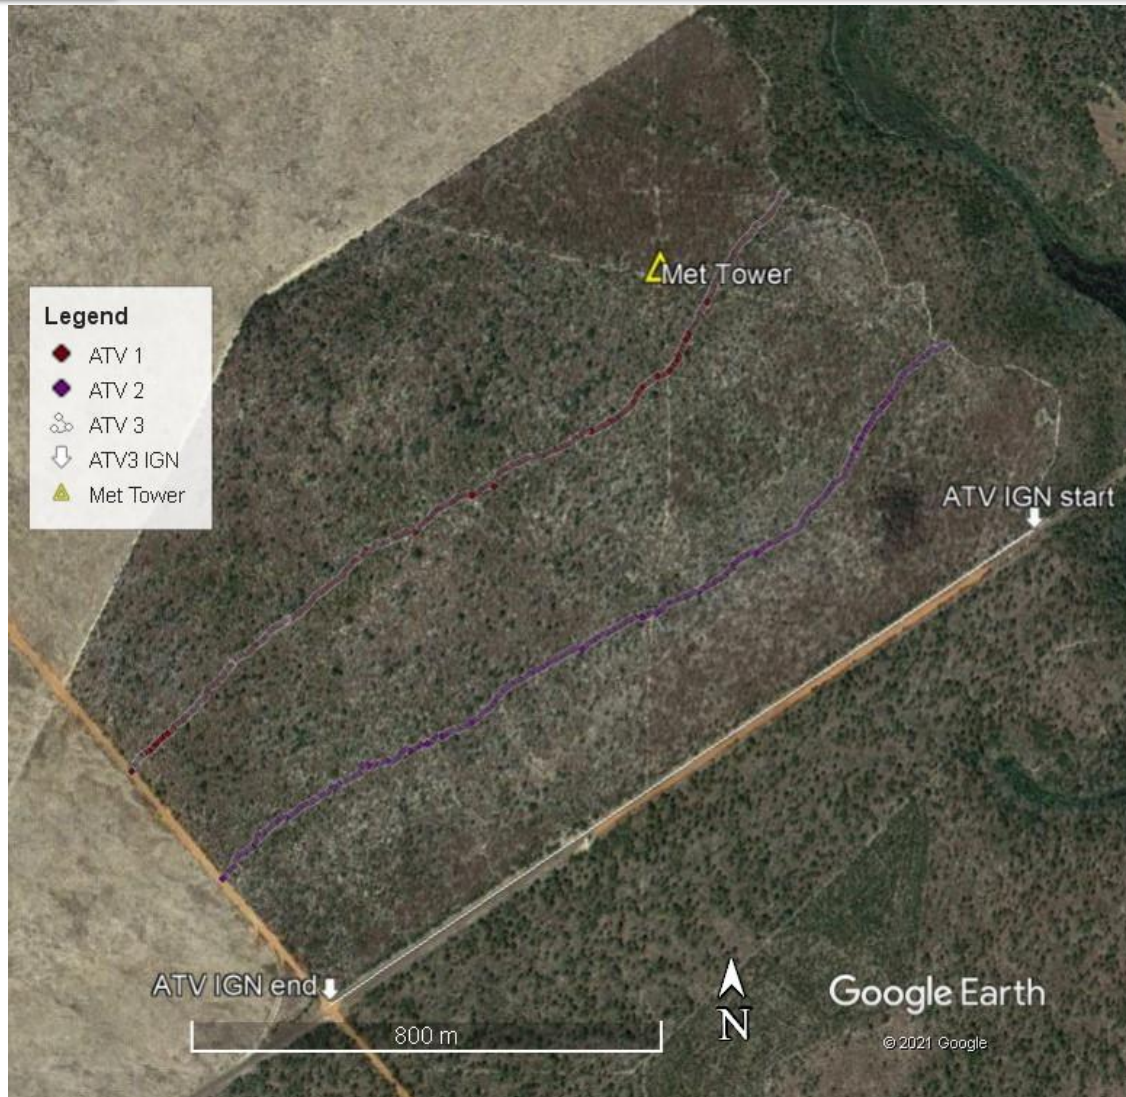 Met Tower
Legend
ATV 1
ATV 2
ATV 3
ATV3 IGN
Met Tower
ATV IGN start
ATV IGN end
800 m
N
Google Earth
© 2021 Google